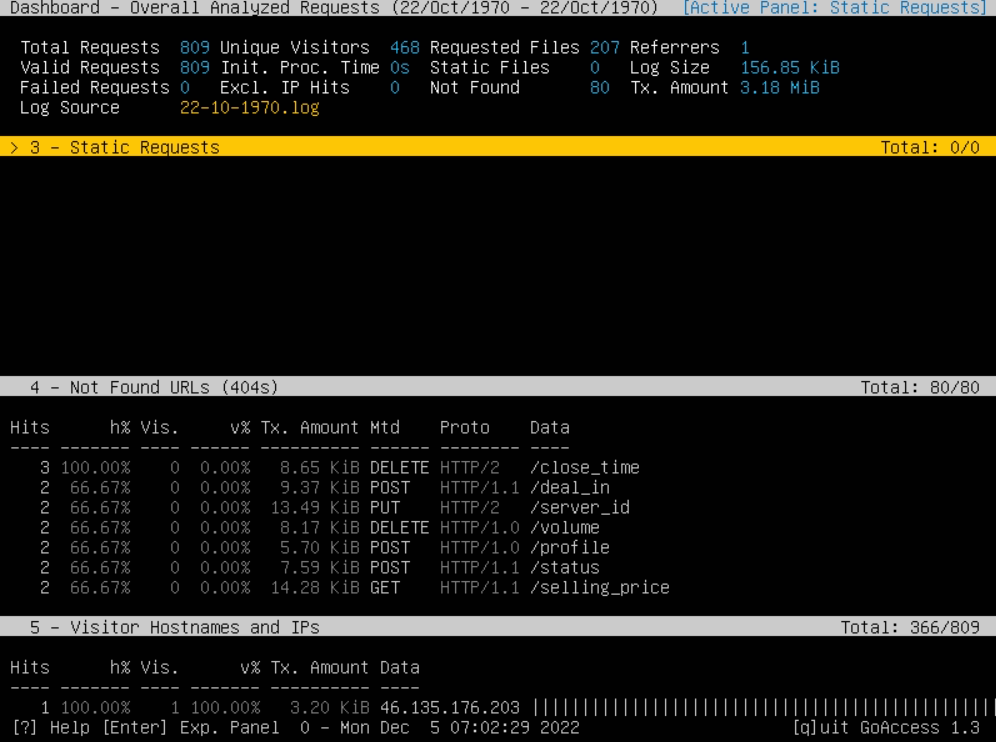 Dashboard - Overall Analyzed Requests (22/Oct/1970 - 22/Oct/1970) [Active Panel: Static Requests]
Total Requests 809 Unique Visitors 468 Requested Files 207 Referrers 1
Valid Requests 809 Init. Proc. Time 0s Static Files 0 Log Size 156.85 KiB
Failed Requests 0 Excl. IP Hits 0 Not Found 80 Tx. Amount 3.18 MiB
Log Source 22-10-1970.log
> 3 - Static Requests Total: 0/0
4 - Not Found URLs (404s) Total: 80/80
Hits h% Vis. v% Tx. Amount Mtd Proto Data
---- ------- ---- ------ ---------- ------ -------- ----
3 100.00% 0 0.00% 8.65 KiB DELETE HTTP/2 /close_time
2 66.67% 0 0.00% 9.37 KiB POST HTTP/1.1 /deal_in
2 66.67% 0 0.00% 13.49 KiB PUT HTTP/2 /server_id
2 66.67% 0 0.00% 8.17 KiB DELETE HTTP/1.0 /volume
2 66.67% 0 0.00% 5.70 KiB POST HTTP/1.0 /profile
2 66.67% 0 0.00% 7.59 KiB POST HTTP/1.1 /status
2 66.67% 0 0.00% 14.28 KiB GET HTTP/1.1 /selling_price
5 - Visitor Hostnames and IPs Total: 366/809
Hits h% Vis. v% Tx. Amount Data
---- ------- ---- ------- ---------- ----
1 100.00% 1 100.00% 3.20 KiB 46.135.176.203 |||||||||||||||||||||||||||||||||||||||||||||||
[?] Help [Enter] Exp. Panel 0 - Mon Dec 5 07:02:29 2022 [q]uit GoAccess 1.3